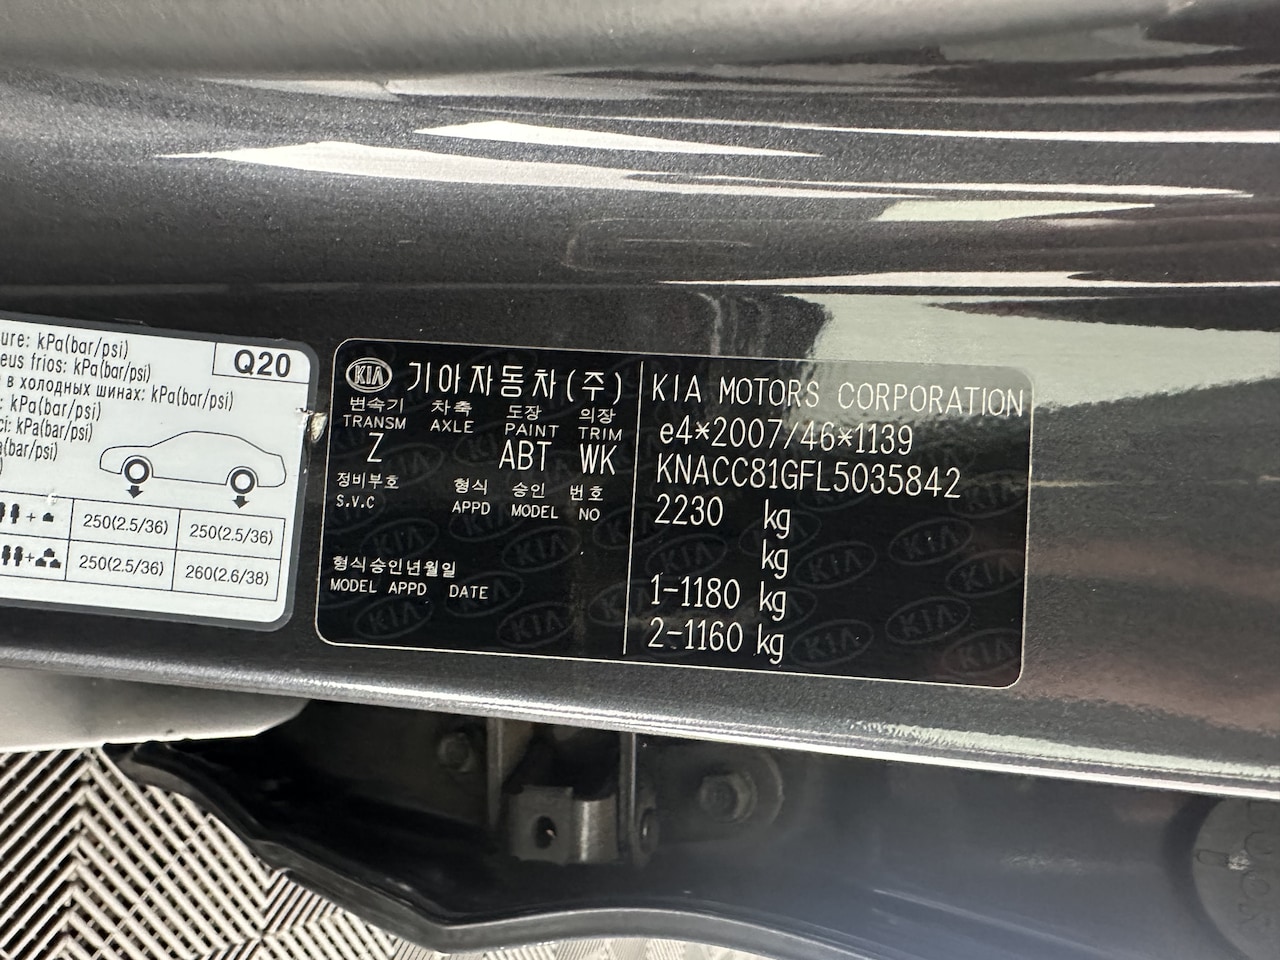 ure: kPa(bar/psi)
eus frios: kPa(bar/psi)
в холодных шинах: kPa(bar/psi)
: kPa(bar/psi)
ci: kPa(bar/psi)
a(bar/psi)
)
Q20
+ 250(2.5/36) 250(2.5/36)
+ 250(2.5/36) 260(2.6/38)
KIA 기아자동차(주)
변속기 차축 도장 의장
TRANSM AXLE PAINT TRIM
Z ABT WK
정비부호 형식 승인 번호
S.V.C APPD MODEL NO
형식승인년월일
MODEL APPD DATE
KIA MOTORS CORPORATION
e4*2007/46*1139
KNACC81GFL5035842
2230 kg
kg
1-1180 kg
2-1160 kg